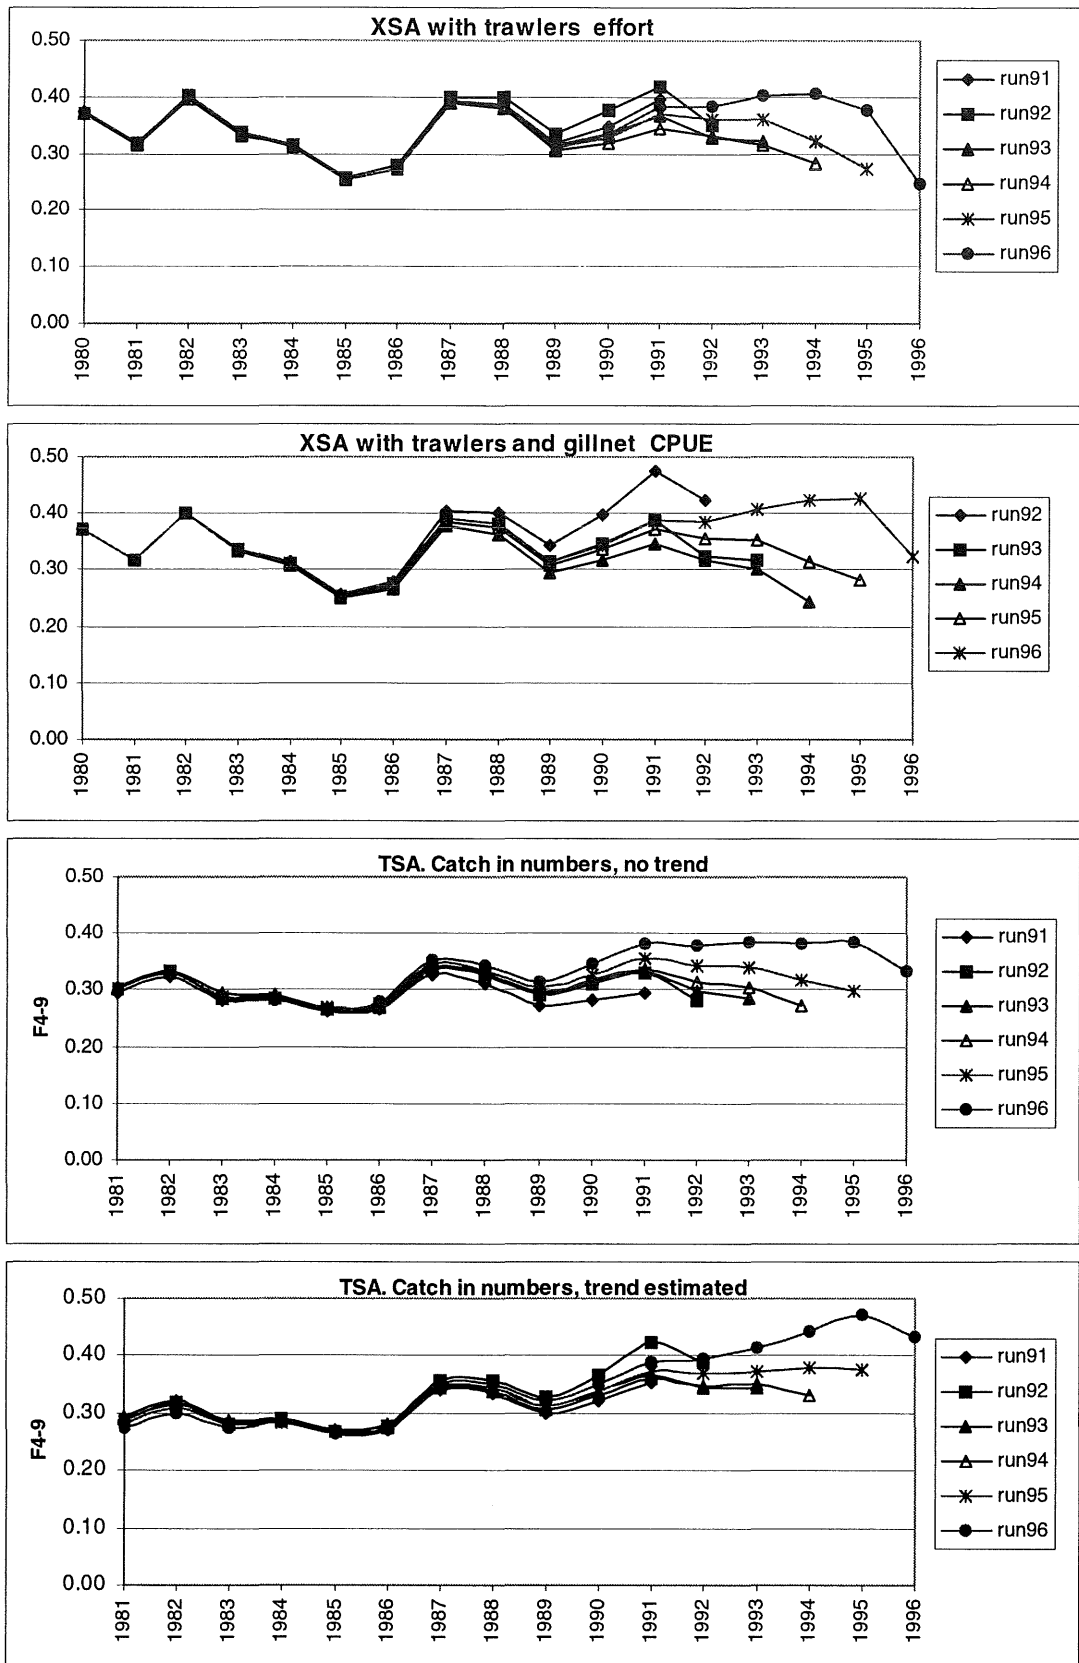 XSA with trawlers effort
0.50
0.40
0.30
0.20
0.10
0.00
1980 1981 1982 1983 1984 1985 1986 1987 1988 1989 1990 1991 1992 1993 1994 1995 1996
run91
run92
run93
run94
run95
run96
XSA with trawlers and gillnet CPUE
0.50
0.40
0.30
0.20
0.10
0.00
1980 1981 1982 1983 1984 1985 1986 1987 1988 1989 1990 1991 1992 1993 1994 1995 1996
run92
run93
run94
run95
run96
TSA. Catch in numbers, no trend
F4-9
0.50
0.40
0.30
0.20
0.10
0.00
1981 1982 1983 1984 1985 1986 1987 1988 1989 1990 1991 1992 1993 1994 1995 1996
run91
run92
run93
run94
run95
run96
TSA. Catch in numbers, trend estimated
F4-9
0.50
0.40
0.30
0.20
0.10
0.00
1981 1982 1983 1984 1985 1986 1987 1988 1989 1990 1991 1992 1993 1994 1995 1996
run91
run92
run93
run94
run95
run96